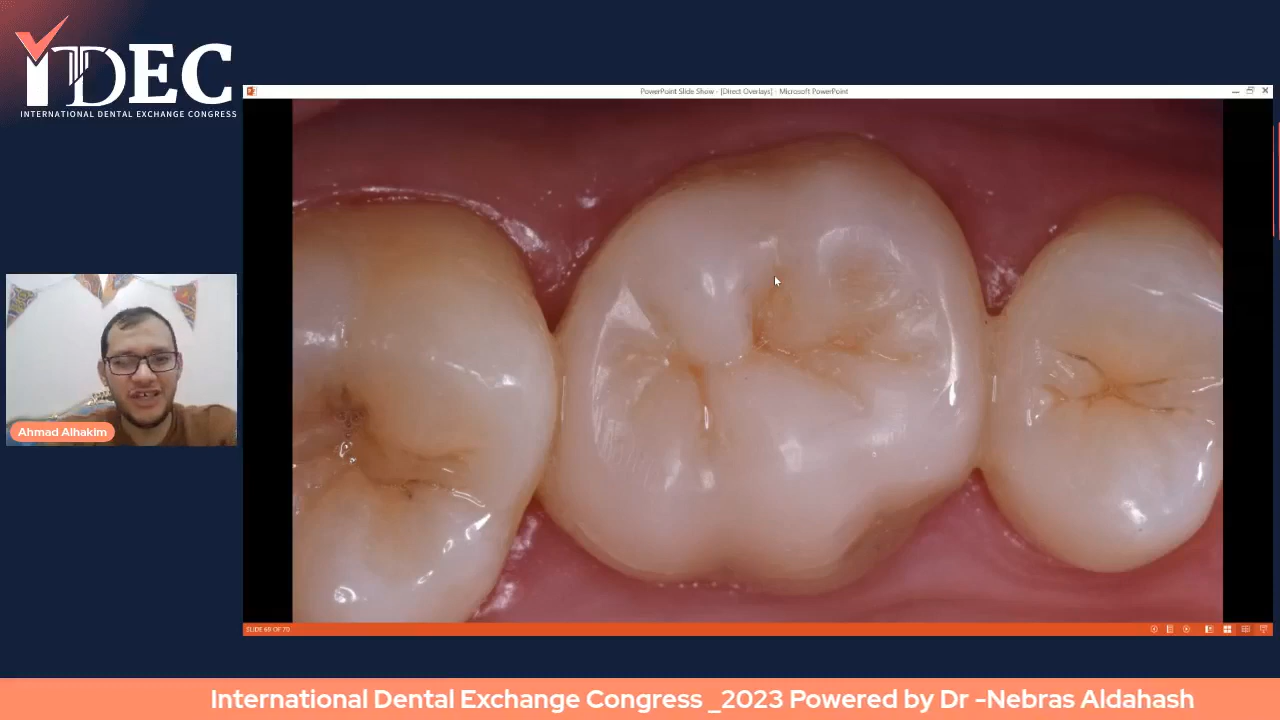 IDEC
INTERNATIONAL DENTAL EXCHANGE CONGRESS
PowerPoint Slide Show - [Direct Overlays] - Microsoft PowerPoint
Ahmad Alhakim
SLIDE 69 OF 70
International Dental Exchange Congress _2023 Powered by Dr -Nebras Aldahash